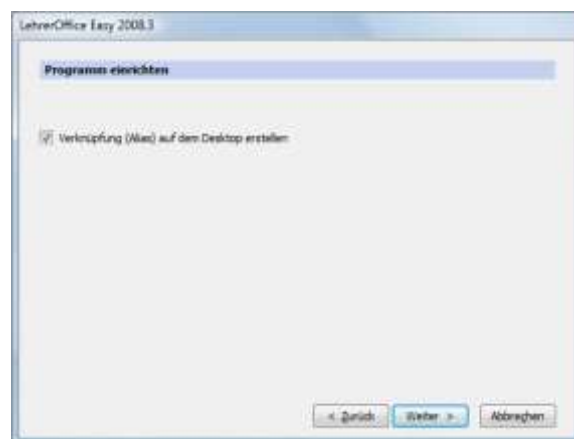 LehrerOffice Easy 2008.3
Programm einrichten
Verknüpfung (Alias) auf dem Desktop erstellen
< Zurück
Weiter >
Abbrechen